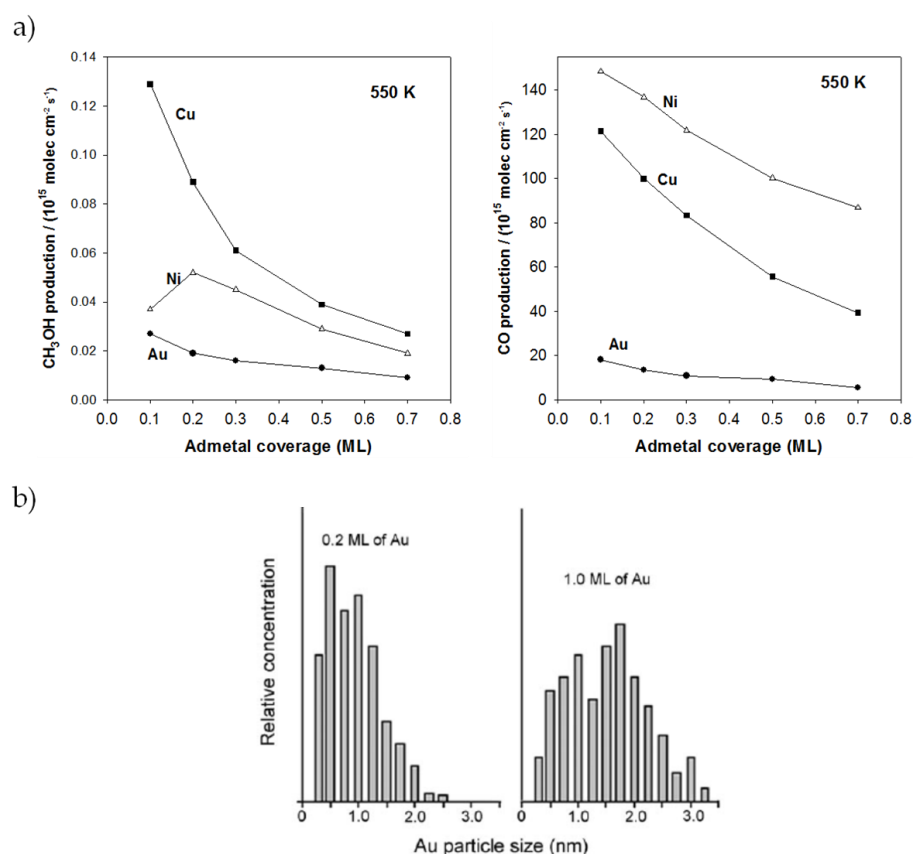 a)
0.14
0.12
0.10
0.08
0.06
0.04
0.02
0.00
CH₃OH production / (10¹⁵ molec cm⁻² s⁻¹)
550 K
Cu
Ni
Au
0.0 0.1 0.2 0.3 0.4 0.5 0.6 0.7 0.8
Admetal coverage (ML)
140
120
100
80
60
40
20
0
CO production / (10¹⁵ molec cm⁻² s⁻¹)
550 K
Ni
Cu
Au
0.0 0.1 0.2 0.3 0.4 0.5 0.6 0.7 0.8
Admetal coverage (ML)
b)
Relative concentration
0.2 ML of Au
1.0 ML of Au
0 1.0 2.0 3.0
0 1.0 2.0 3.0
Au particle size (nm)